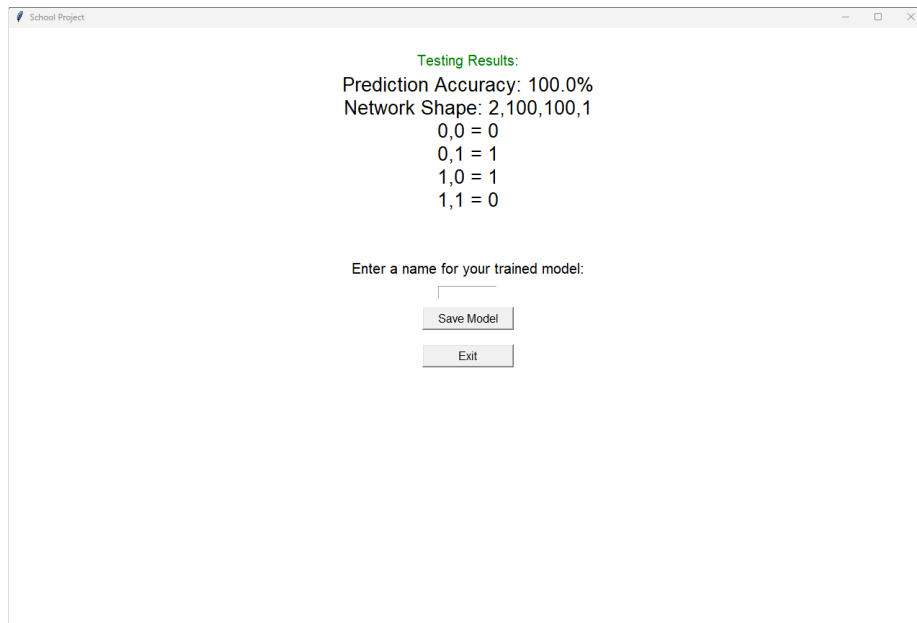 School Project
Testing Results:
Prediction Accuracy: 100.0%
Network Shape: 2,100,100,1
0,0 = 0
0,1 = 1
1,0 = 1
1,1 = 0
Enter a name for your trained model:
Save Model
Exit